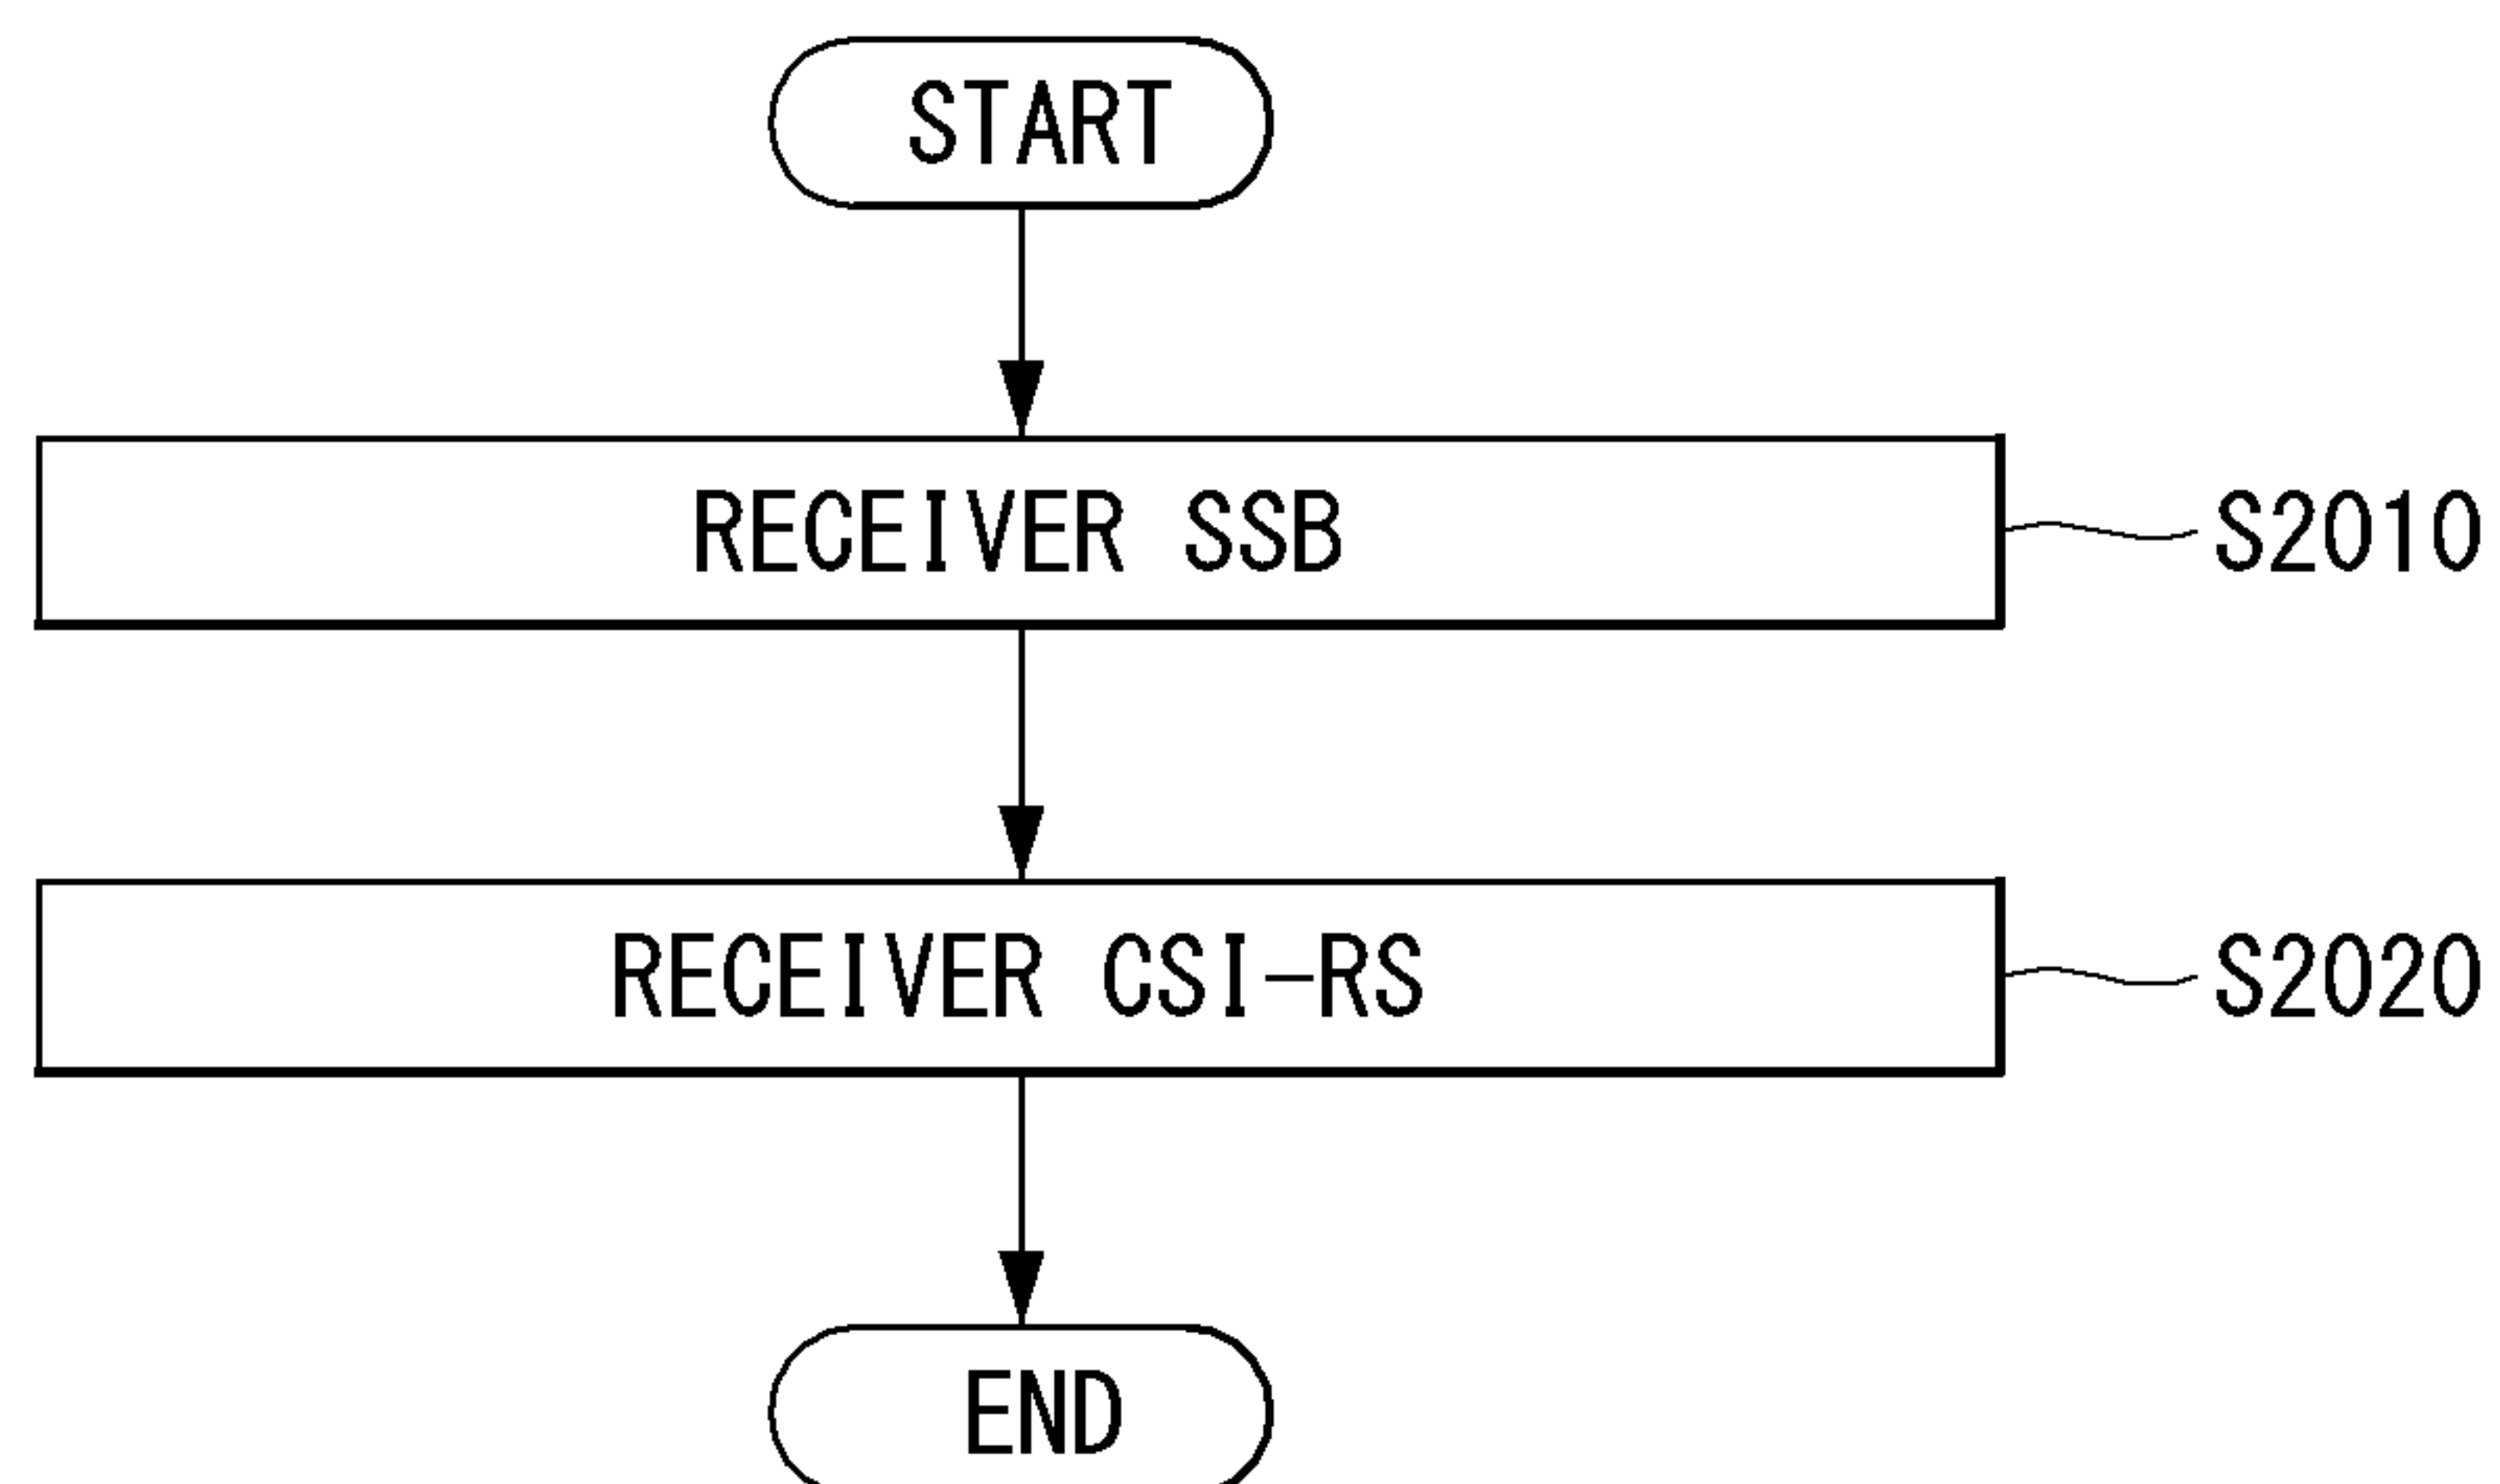 START
RECEIVER SSB
S2010
RECEIVER CSI-RS
S2020
END